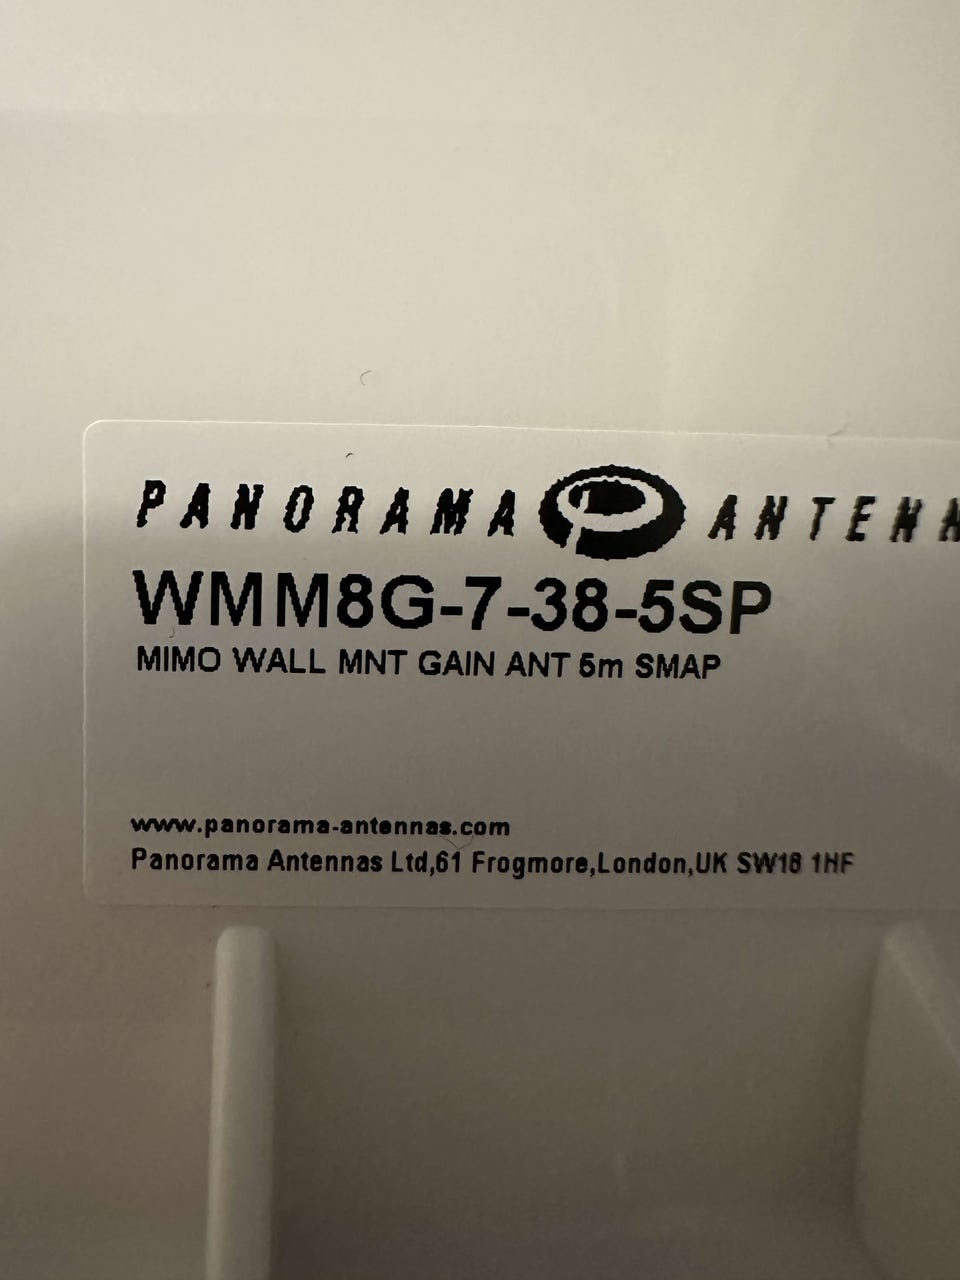 PANORAMA ANTENN
WMM8G-7-38-5SP
MIMO WALL MNT GAIN ANT 5m SMAP
www.panorama-antennas.com
Panorama Antennas Ltd,61 Frogmore,London,UK SW18 1HF